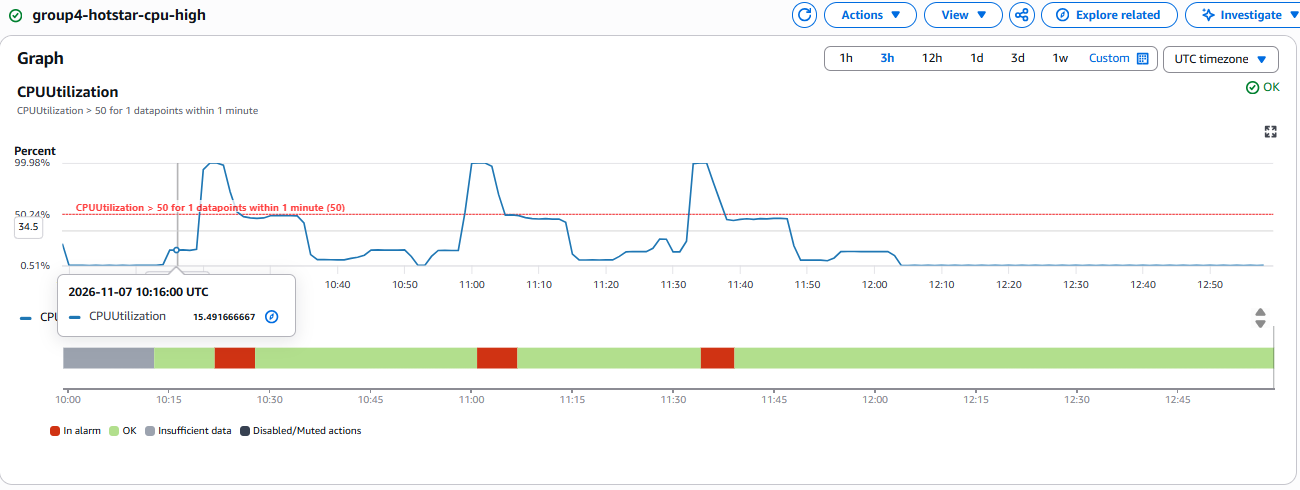 group4-hotstar-cpu-high
Actions
View
Explore related
Investigate
Graph
1h 3h 12h 1d 3d 1w Custom
UTC timezone
CPUUtilization
OK
CPUUtilization > 50 for 1 datapoints within 1 minute
Percent
99.98%
CPUUtilization > 50 for 1 datapoints within 1 minute (50)
50.24%
34.5
0.51%
10:40 10:50 11:00 11:10 11:20 11:30 11:40 11:50 12:00 12:10 12:20 12:30 12:40 12:50
2026-11-07 10:16:00 UTC
CPU
CPUUtilization 15.491666667
10:00 10:15 10:30 10:45 11:00 11:15 11:30 11:45 12:00 12:15 12:30 12:45
In alarm OK Insufficient data Disabled/Muted actions